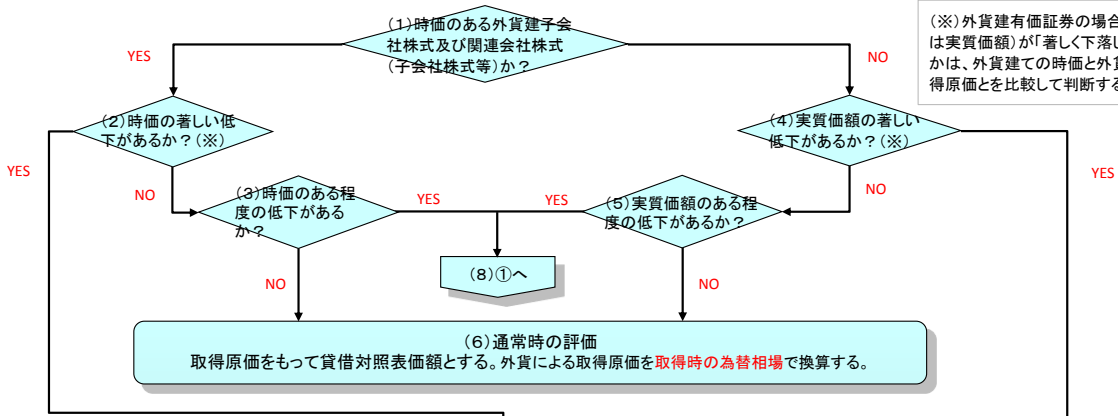 (1)時価のある外貨建子会
社株式及び関連会社株式
(子会社株式等)か?
YES
NO
(※)外貨建有価証券の場合
は実質価額)が「著しく下落し
かは、外貨建ての時価と外貨
得原価とを比較して判断する
(2)時価の著しい低
下があるか?(※)
(4)実質価額の著しい
低下があるか?(※)
YES
NO
NO
YES
(3)時価のある程
度の低下がある
か?
YES
YES
(5)実質価額のある程
度の低下があるか?
(8)①へ
NO
NO
(6)通常時の評価
取得原価をもって貸借対照表価額とする。外貨による取得原価を取得時の為替相場で換算する。